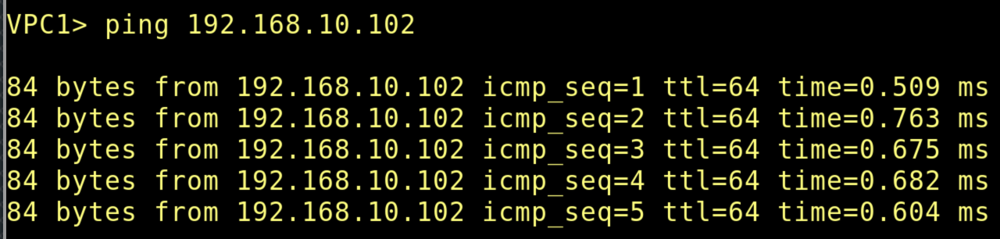 VPC1> ping 192.168.10.102
84 bytes from 192.168.10.102 icmp_seq=1 ttl=64 time=0.509 ms
84 bytes from 192.168.10.102 icmp_seq=2 ttl=64 time=0.763 ms
84 bytes from 192.168.10.102 icmp_seq=3 ttl=64 time=0.675 ms
84 bytes from 192.168.10.102 icmp_seq=4 ttl=64 time=0.682 ms
84 bytes from 192.168.10.102 icmp_seq=5 ttl=64 time=0.604 ms